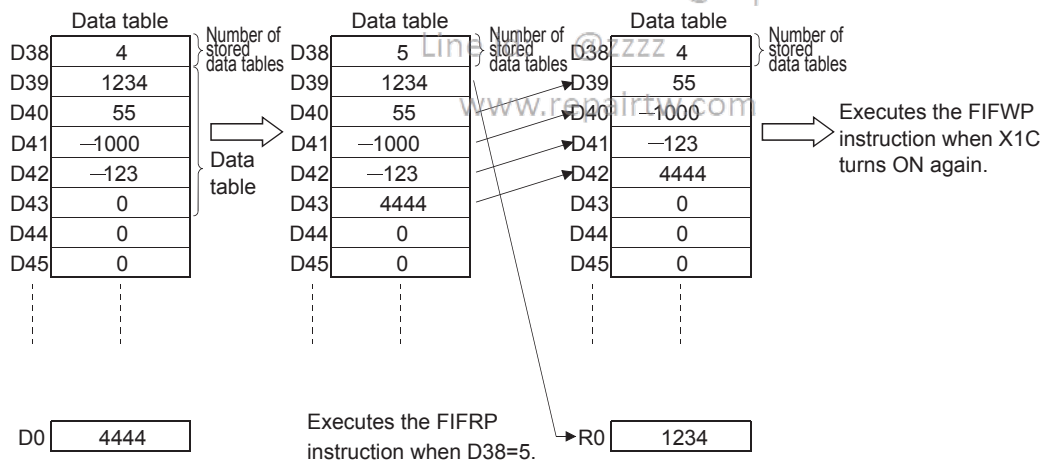 Data table
D38 4
D39 1234
D40 55
D41 —1000
D42 —123
D43 0
D44 0
D45 0
Number of
stored
data tables
Data
table
D0 4444
Data table
D38 5
D39 1234
D40 55
D41 —1000
D42 —123
D43 4444
D44 0
D45 0
Number of
stored
data tables
Executes the FIFRP
instruction when D38=5.
Data table
D38 4
D39 55
D40 —1000
D41 —123
D42 4444
D43 0
D44 0
D45 0
Number of
stored
data tables
R0 1234
Executes the FIFWP
instruction when X1C
turns ON again.
@zzzz
www.repairtw.com